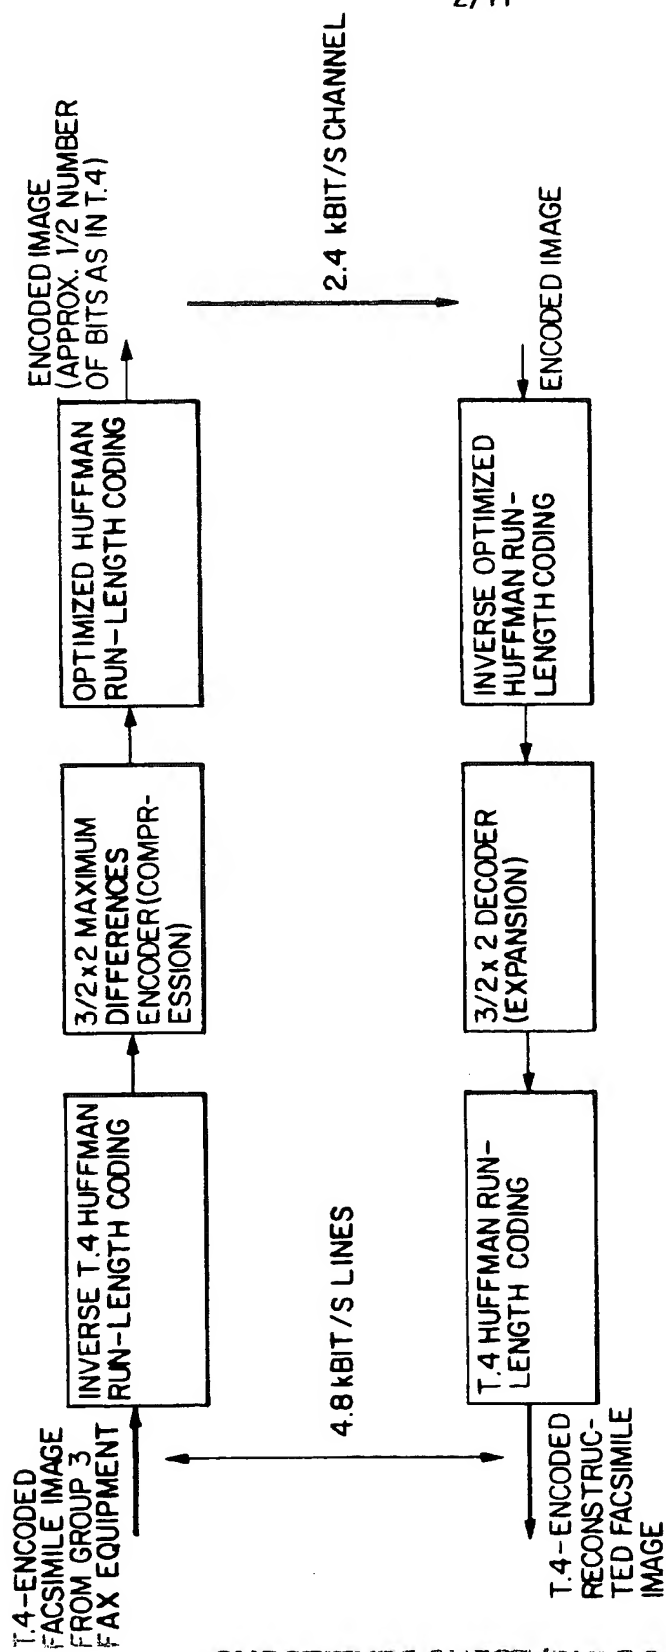 2/11
T.4-ENCODED
FACSIMILE IMAGE
FROM GROUP 3
FAX EQUIPMENT
INVERSE T.4 HUFFMAN
RUN-LENGTH CODING
3/2 x 2 MAXIMUM
DIFFERENCES
ENCODER (COMPR-
ESSION)
OPTIMIZED HUFFMAN
RUN-LENGTH CODING
ENCODED IMAGE
(APPROX. 1/2 NUMBER
OF BITS AS IN T.4)
4.8 kBIT/S LINES
2.4 kBIT/S CHANNEL
T.4-ENCODED
RECONSTRUC-
TED FACSIMILE
IMAGE
T.4 HUFFMAN RUN-
LENGTH CODING
3/2 x 2 DECODER
(EXPANSION)
INVERSE OPTIMIZED
HUFFMAN RUN-
LENGTH CODING
ENCODED IMAGE